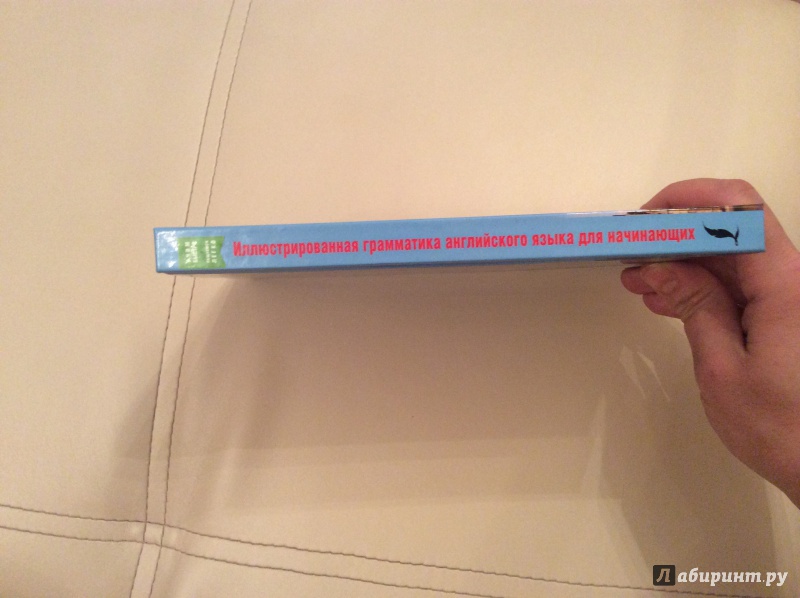 Иллюстрированная грамматика английского языка для начинающих
Лабиринт.ру